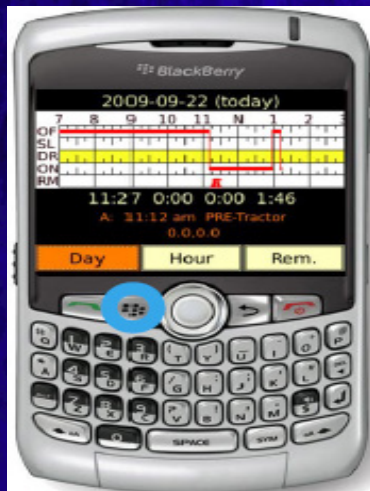 BlackBerry
2009-09-22 (today)
7 8 9 10 11 N 1 2 3
OF
SL
DR
ON
RM
11:27 0:00 0:00 1:46
A: 11:12 am PRE-Tractor
0.0,0.0
Day Hour Rem.
Q W E R T Y U I O P
A S D F G H J K L
Z X C V B N M
0 SPACE SYM